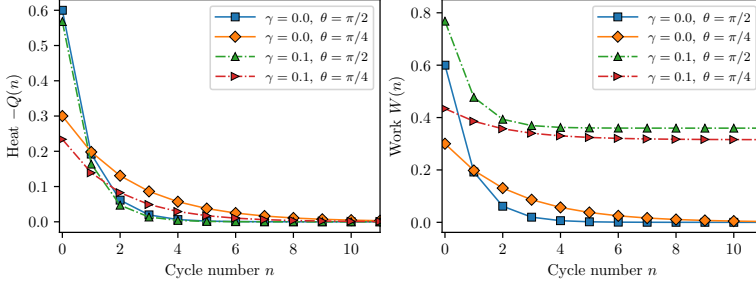 0.6
0.5
0.4
0.3
0.2
0.1
0.0
Heat −Q(n)
0 2 4 6 8 10
Cycle number n
γ = 0.0, θ = π/2
γ = 0.0, θ = π/4
γ = 0.1, θ = π/2
γ = 0.1, θ = π/4
0.8
0.6
0.4
0.2
0.0
Work W(n)
0 2 4 6 8 10
Cycle number n
γ = 0.0, θ = π/2
γ = 0.0, θ = π/4
γ = 0.1, θ = π/2
γ = 0.1, θ = π/4